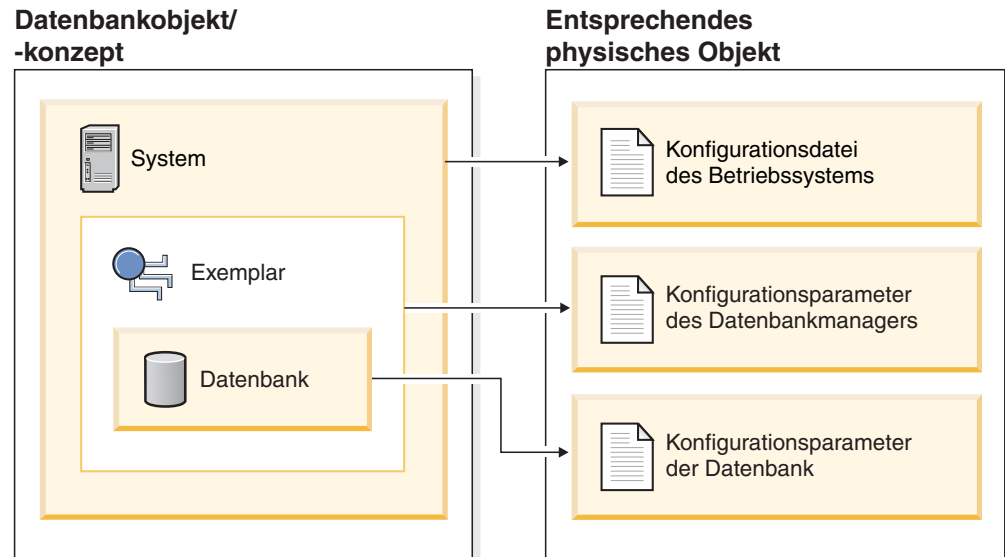 Datenbankobjekt/
-konzept
System
Exemplar
Datenbank
Entsprechendes
physisches Objekt
Konfigurationsdatei
des Betriebssystems
Konfigurationsparameter
des Datenbankmanagers
Konfigurationsparameter
der Datenbank